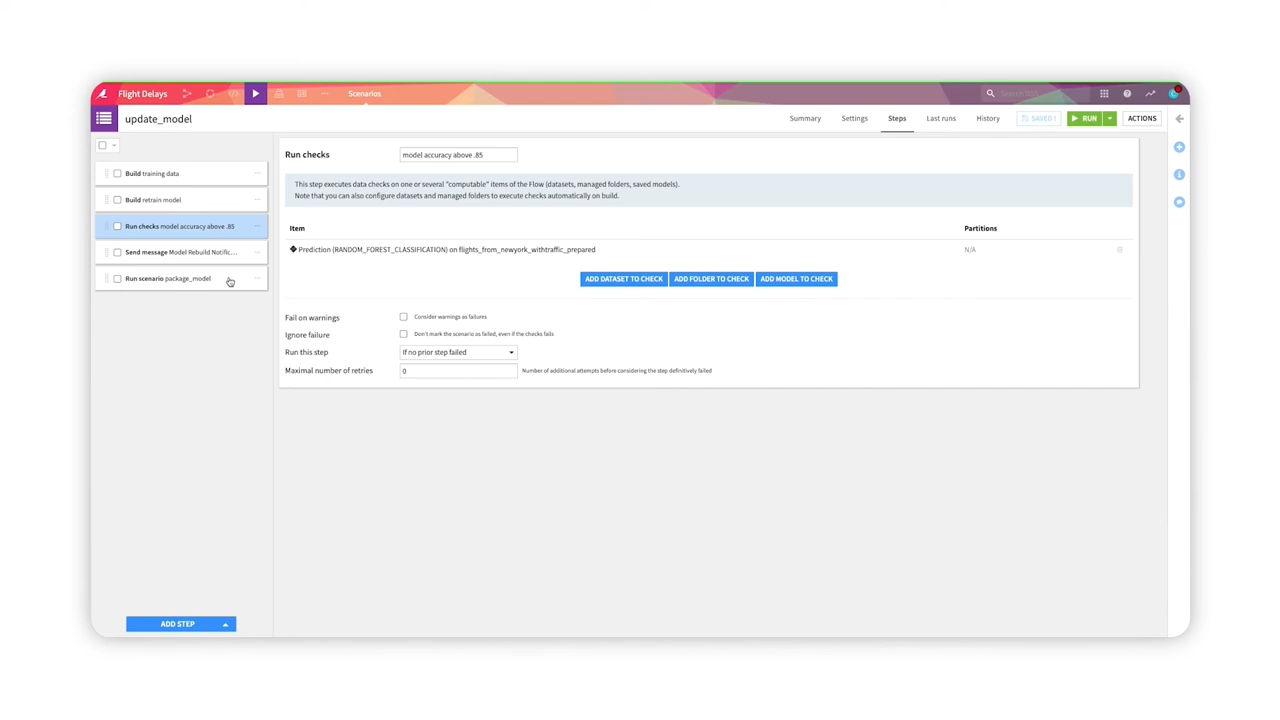 Flight Delays
Scenarios
update_model
Summary
Settings
Steps
Last runs
History
SAVED !
RUN
ACTIONS
Build training data
Build retrain model
Run checks model accuracy above .85
Send message Model Rebuild Notific...
Run scenario package_model
ADD STEP
Run checks
model accuracy above .85
This step executes data checks on one or several "computable" items of the Flow (datasets, managed folders, saved models).
Note that you can also configure datasets and managed folders to execute checks automatically on build.
Item
Partitions
Prediction (RANDOM_FOREST_CLASSIFICATION) on flights_from_newyork_withtraffic_prepared
N/A
ADD DATASET TO CHECK
ADD FOLDER TO CHECK
ADD MODEL TO CHECK
Fail on warnings
Consider warnings as failures
Ignore failure
Don't mark the scenario as failed, even if the checks fails
Run this step
If no prior step failed
Maximal number of retries
0
Number of additional attempts before considering the step definitively failed